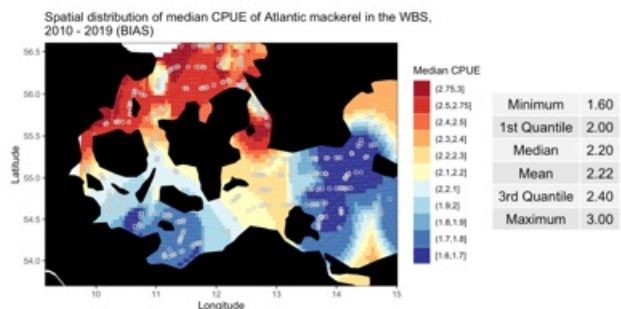 Spatial distribution of median CPUE of Atlantic mackerel in the WBS,
2010 - 2019 (BIAS)
Latitude
56.5
56.0
55.5
55.0
54.5
54.0
10 11 12 13 14 15
Longitude
Median CPUE
(2.75,3]
(2.5,2.75]
(2.4,2.5]
(2.3,2.4]
(2.2,2.3]
(2.1,2.2]
(2,2.1]
(1.9,2]
(1.8,1.9]
(1.7,1.8]
[1.6,1.7]
Minimum 1.60
1st Quantile 2.00
Median 2.20
Mean 2.22
3rd Quantile 2.40
Maximum 3.00